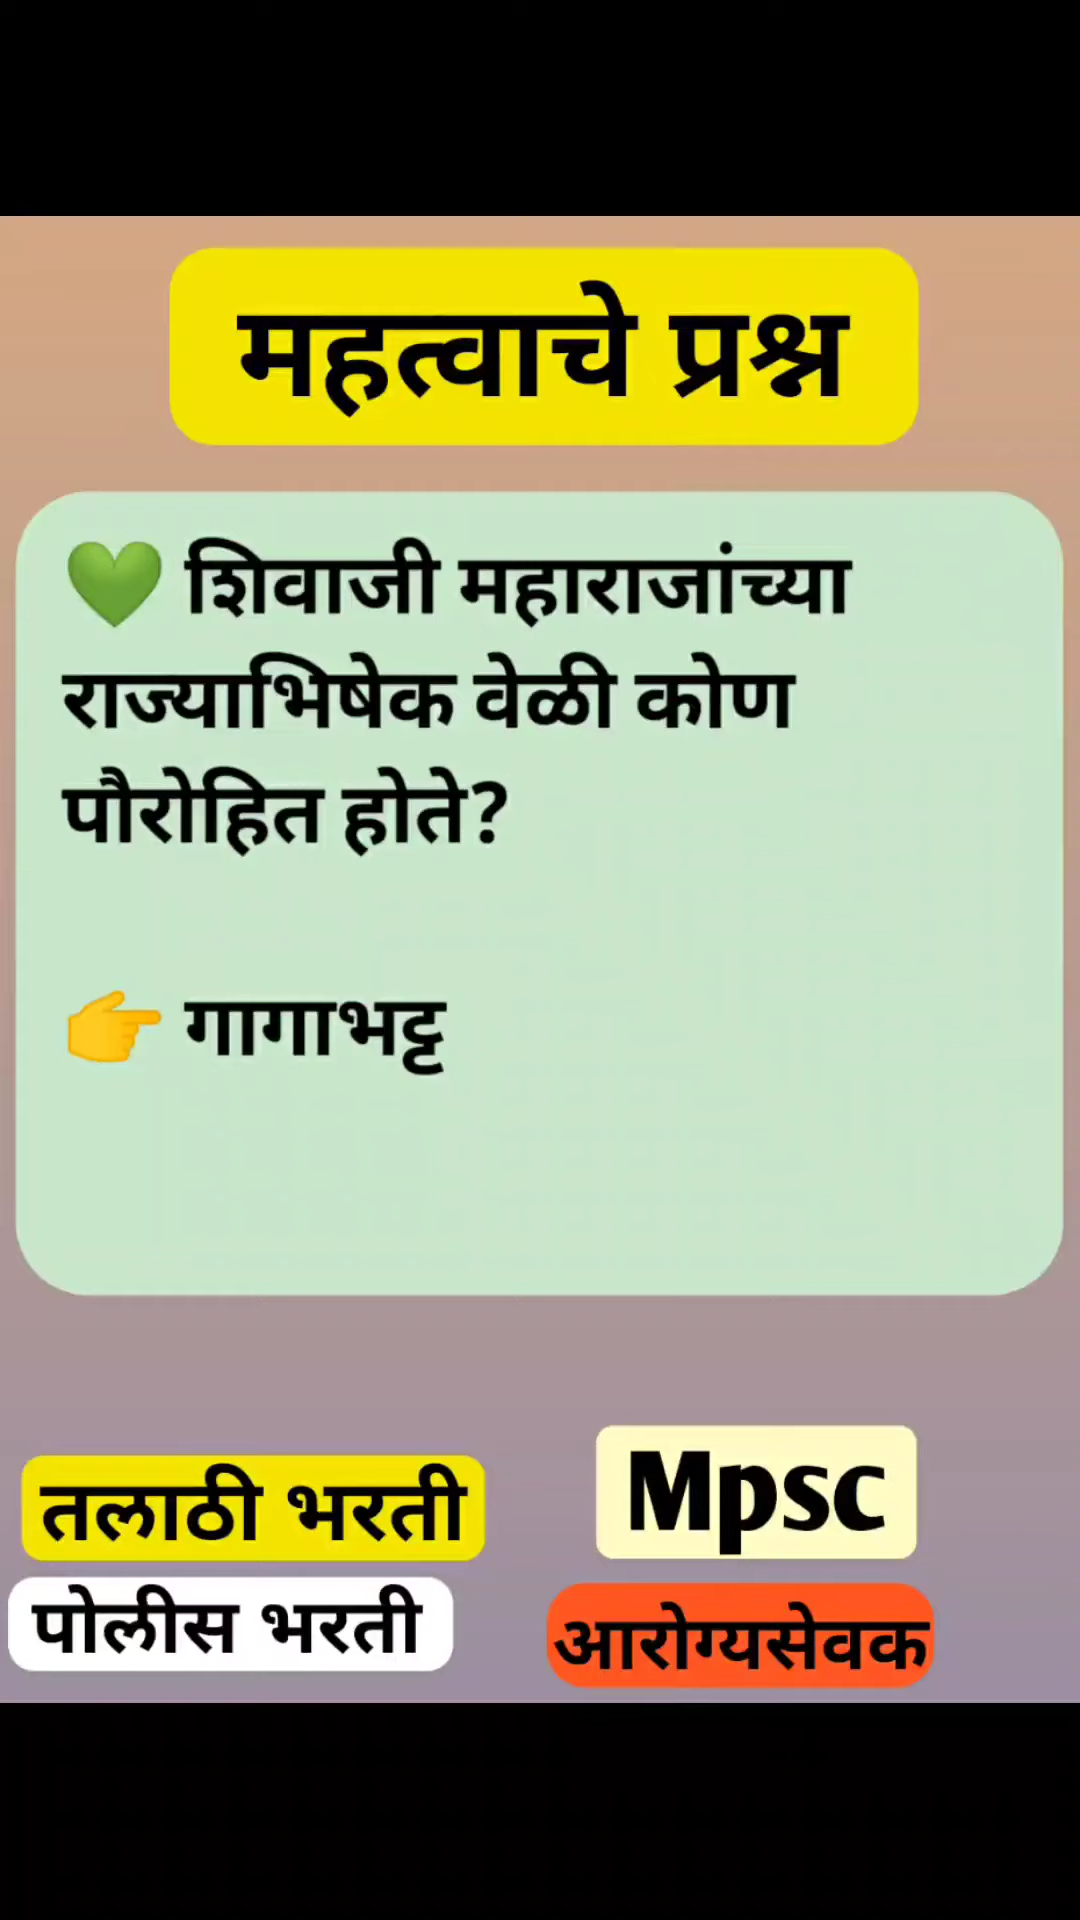 महत्वाचे प्रश्न
💚 शिवाजी महाराजांच्या
राज्याभिषेक वेळी कोण
पौरोहित होते?
👉 गागाभट्ट
तलाठी भरती
Mpsc
पोलीस भरती
आरोग्यसेवक